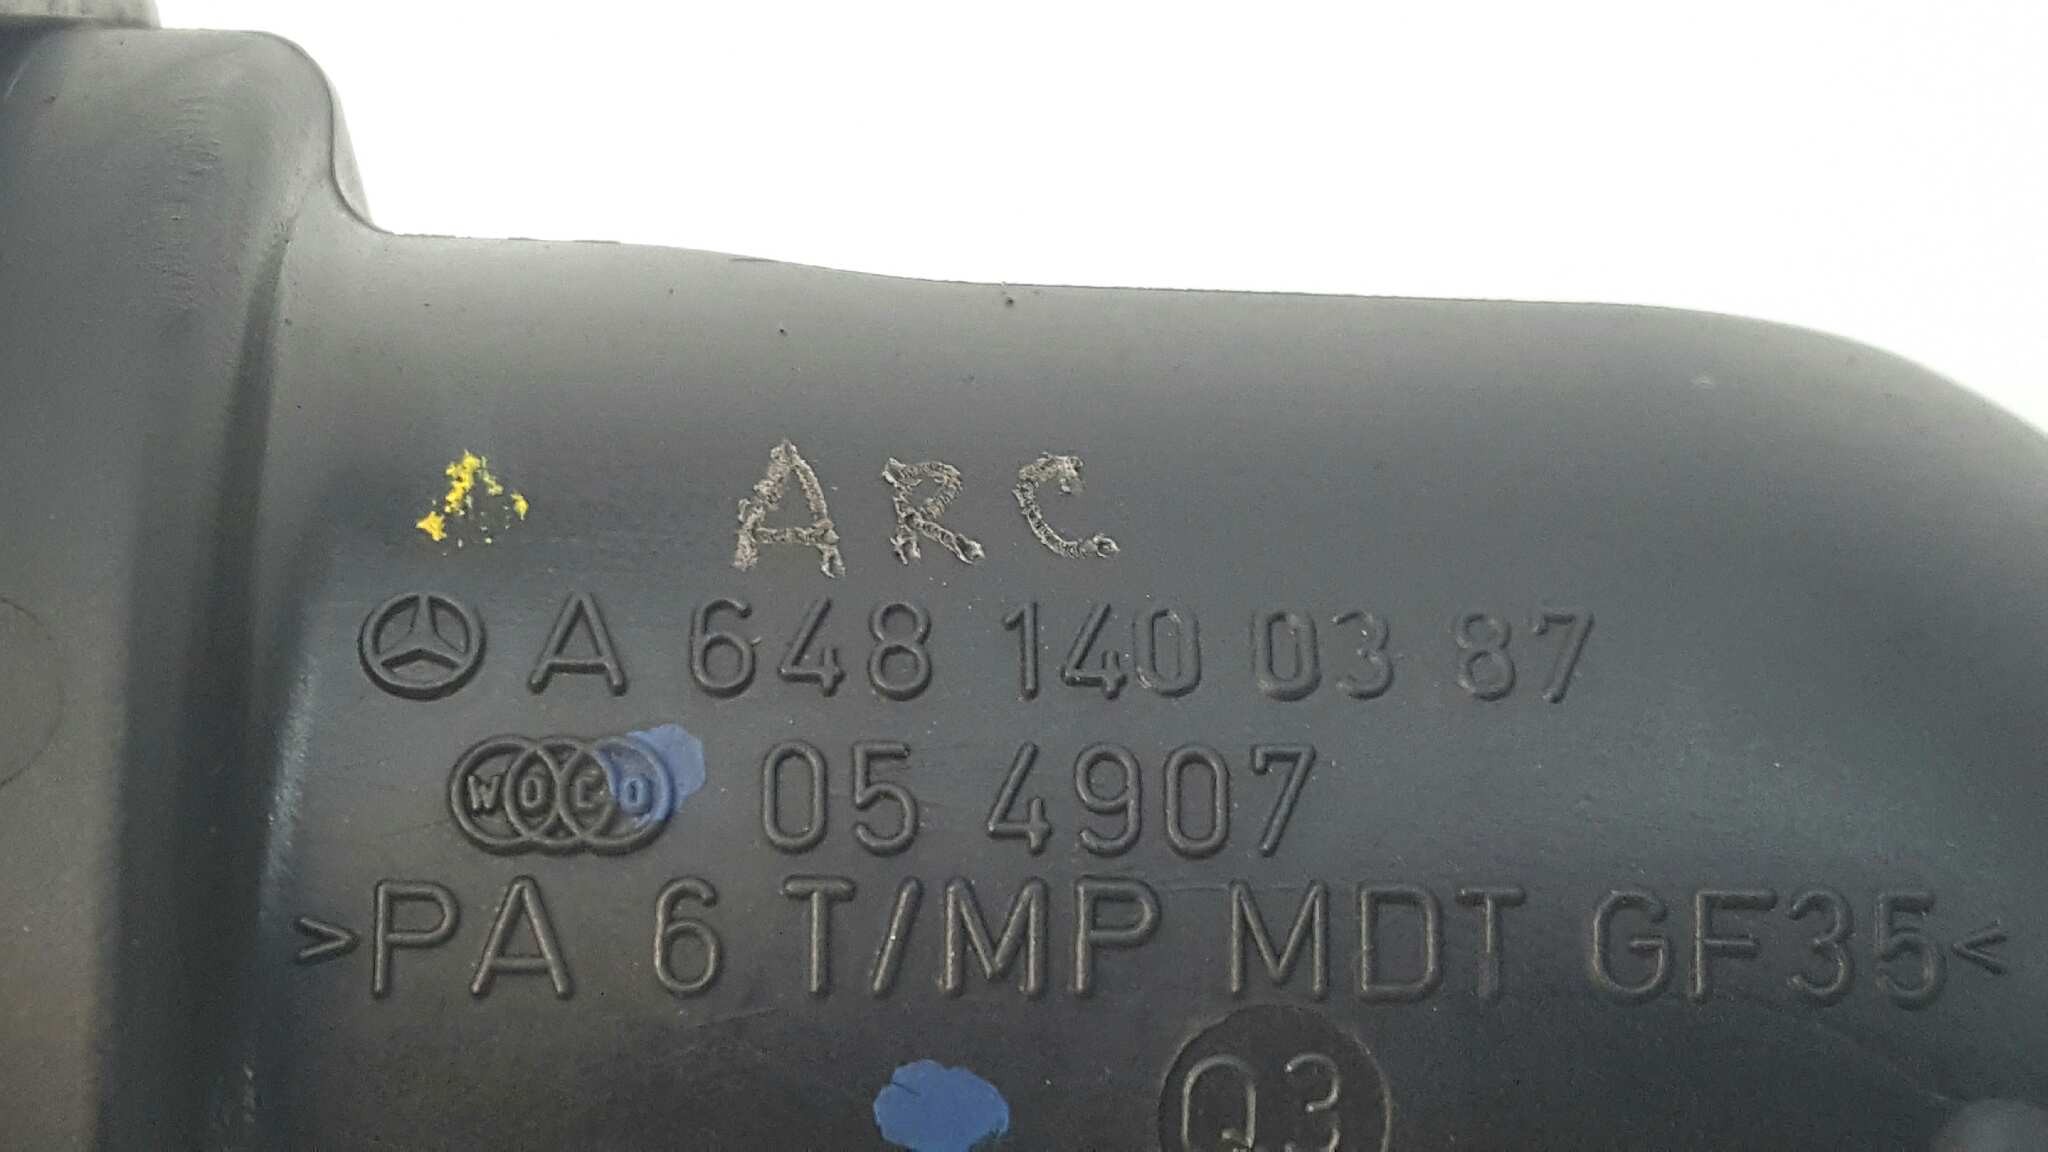 ARC
A 648 140 03 87
WOCO 05 4907
>PA 6 T/MP MDT GF35<
Q3